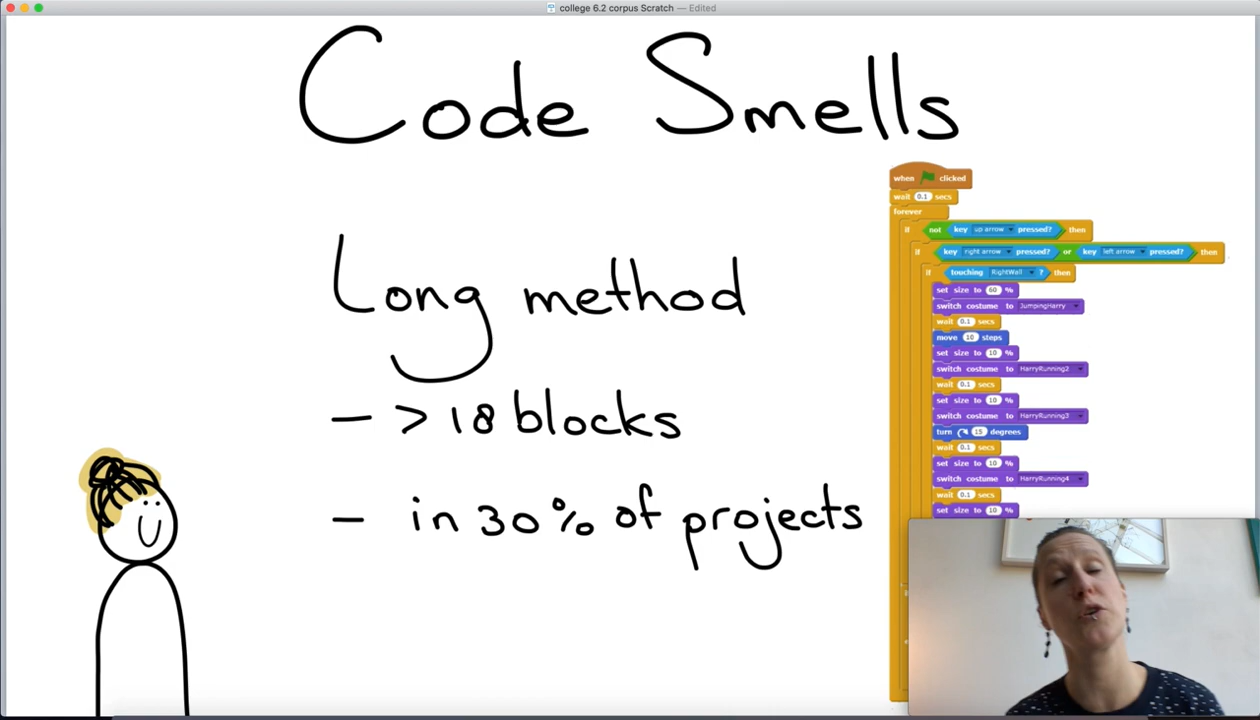 college 6.2 corpus Scratch — Edited
Code Smells
Long method
- > 18 blocks
- in 30% of projects
when clicked
wait 0.1 secs
forever
if not key up arrow pressed? then
if key right arrow pressed? or key left arrow pressed? then
if touching RightWall ? then
set size to 60 %
switch costume to JumpingHarry
wait 0.1 secs
move 10 steps
set size to 10 %
switch costume to HarryRunning2
wait 0.1 secs
set size to 10 %
switch costume to HarryRunning3
turn 15 degrees
wait 0.1 secs
set size to 10 %
switch costume to HarryRunning4
wait 0.1 secs
set size to 10 %